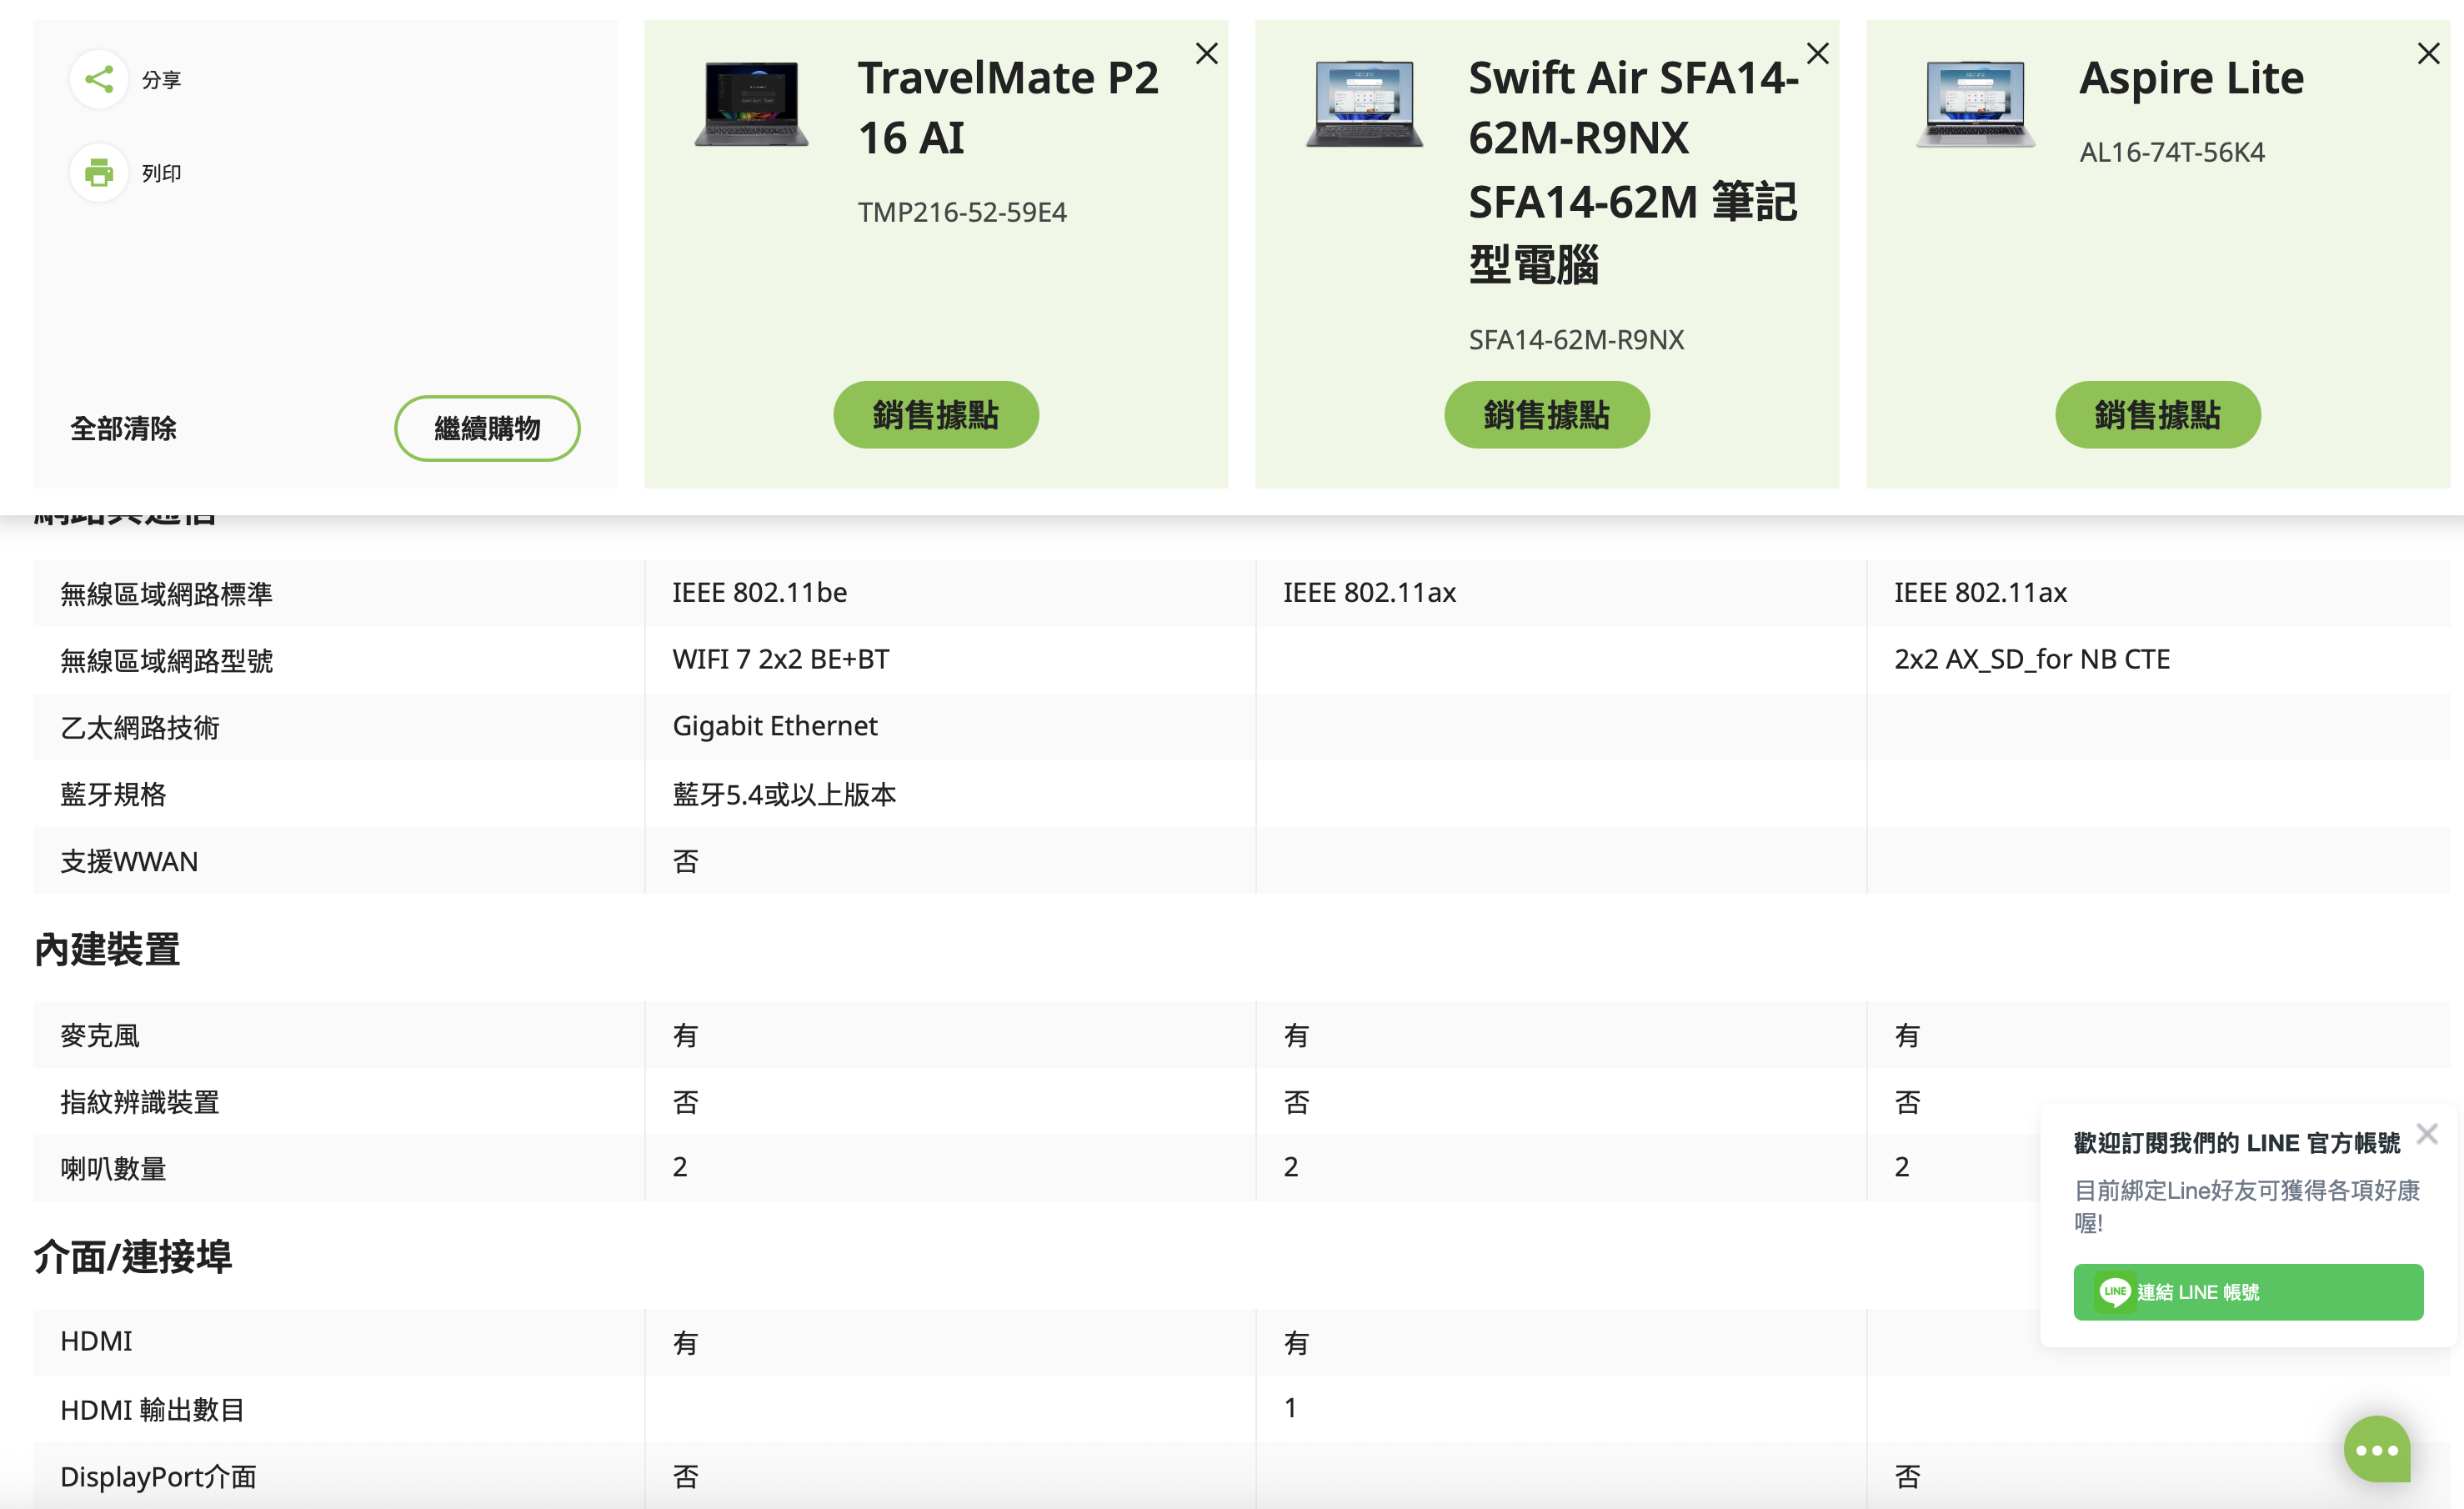 分享
列印
全部清除
繼續購物
TravelMate P2
16 AI
TMP216-52-59E4
銷售據點
Swift Air SFA14-
62M-R9NX
SFA14-62M 筆記
型電腦
SFA14-62M-R9NX
銷售據點
Aspire Lite
AL16-74T-56K4
銷售據點
無線區域網路標準 IEEE 802.11be IEEE 802.11ax IEEE 802.11ax
無線區域網路型號 WIFI 7 2x2 BE+BT 2x2 AX_SD_for NB CTE
乙太網路技術 Gigabit Ethernet
藍牙規格 藍牙5.4或以上版本
支援WWAN 否
內建裝置
麥克風 有 有 有
指紋辨識裝置 否 否 否
喇叭數量 2 2 2
介面/連接埠
HDMI 有 有
HDMI 輸出數目 1
DisplayPort介面 否 否
歡迎訂閱我們的 LINE 官方帳號
目前綁定Line好友可獲得各項好康
喔!
LINE 連結 LINE 帳號